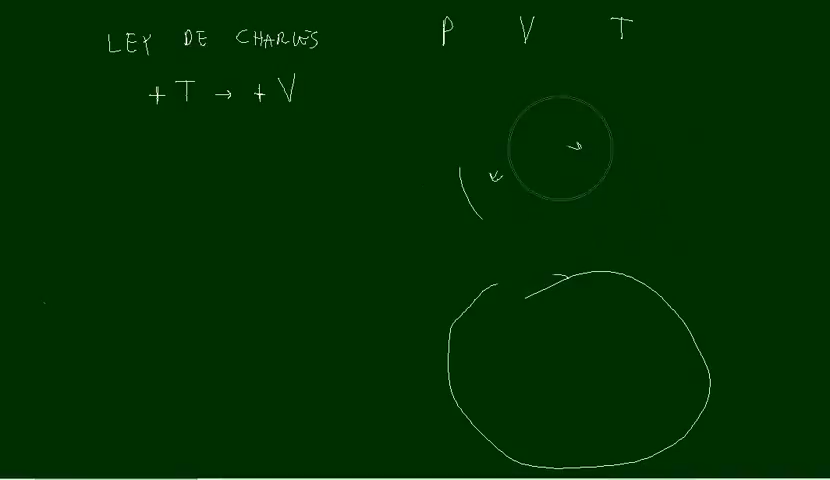 LEY DE CHARLES
P V T
+ T → + V